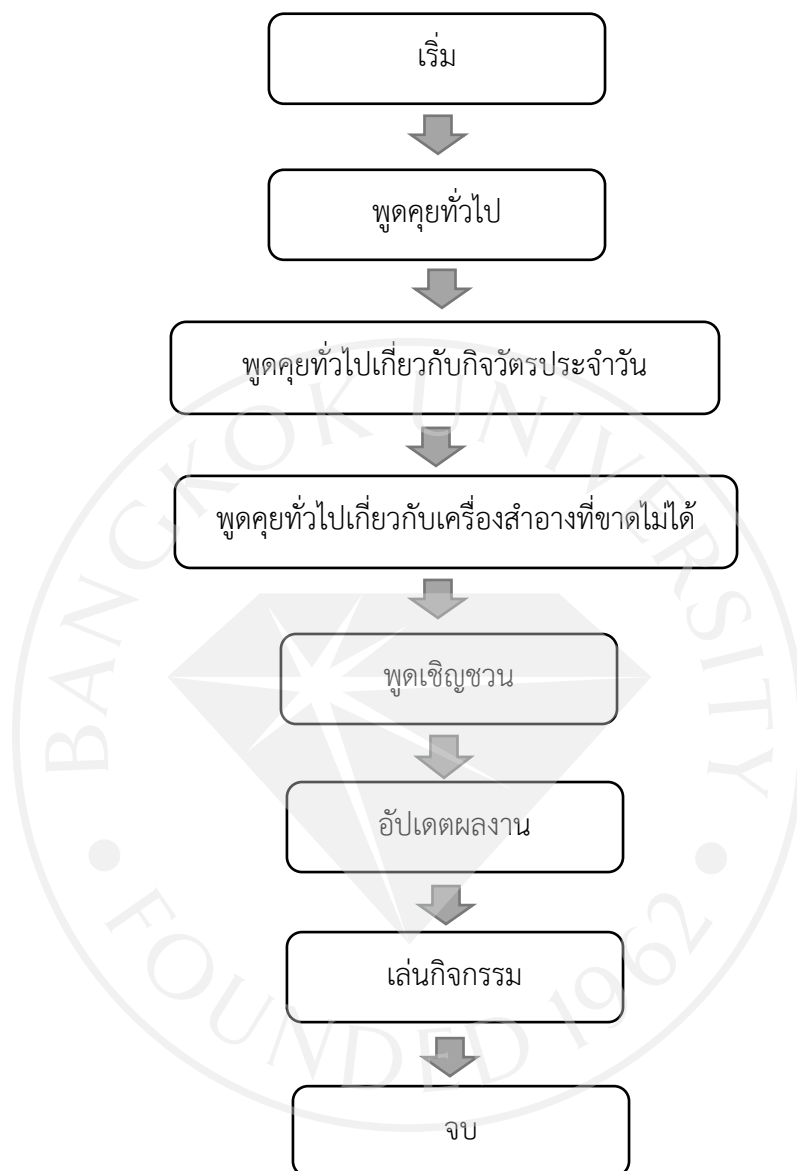 เริ่ม
พูดคุยทั่วไป
พูดคุยทั่วไปเกี่ยวกับกิจวัตรประจำวัน
พูดคุยทั่วไปเกี่ยวกับเครื่องสำอางที่ขาดไม่ได้
พูดเชิญชวน
อัปเดตผลงาน
เล่นกิจกรรม
จบ
BANGKOK UNIVERSITY
FOUNDED 1962